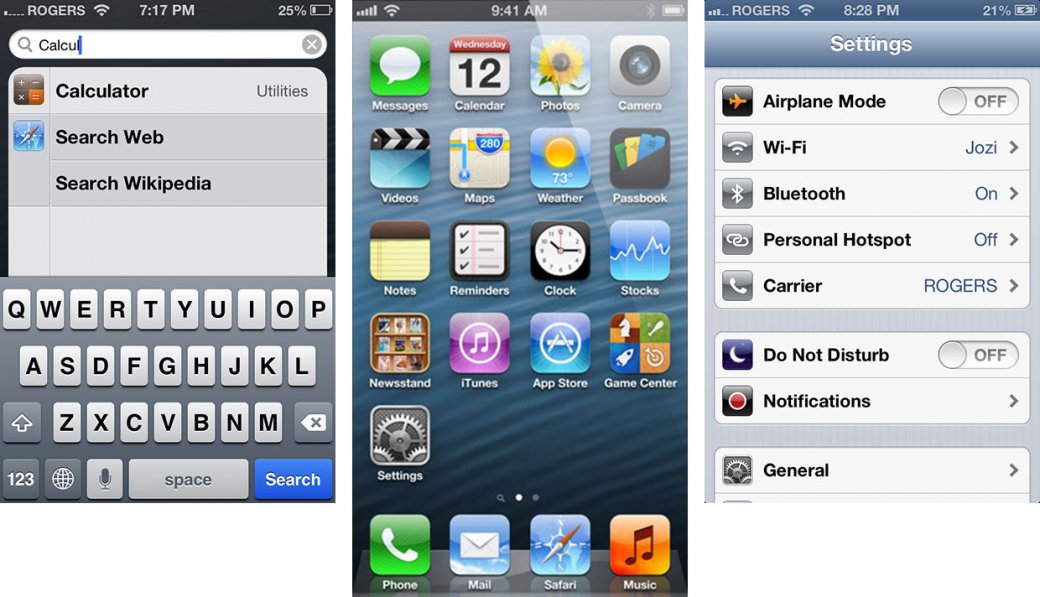 ROGERS 7:17 PM 25%
Calcul
Calculator Utilities
Search Web
Search Wikipedia
Q W E R T Y U I O P
A S D F G H J K L
Z X C V B N M
123 space Search
9:41 AM
Wednesday
12
280
73°
Messages Calendar Photos Camera
Videos Maps Weather Passbook
Notes Reminders Clock Stocks
Newsstand iTunes App Store Game Center
Settings
Phone Mail Safari Music
ROGERS 8:28 PM 21%
Settings
Airplane Mode OFF
Wi-Fi Jozi
Bluetooth On
Personal Hotspot Off
Carrier ROGERS
Do Not Disturb OFF
Notifications
General